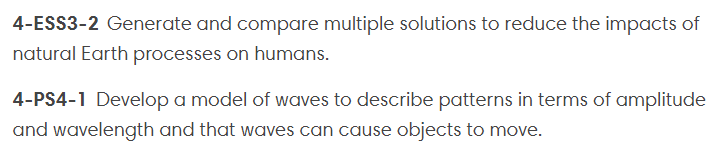 4-ESS3-2 Generate and compare multiple solutions to reduce the impacts of
natural Earth processes on humans.
4-PS4-1 Develop a model of waves to describe patterns in terms of amplitude
and wavelength and that waves can cause objects to move.